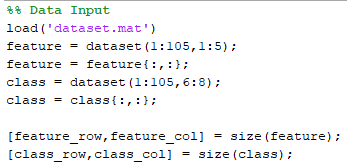 %% Data Input
load('dataset.mat')
feature = dataset(1:105,1:5);
feature = feature{:,:};
class = dataset(1:105,6:8);
class = class{:,:};
[feature_row,feature_col] = size(feature);
[class_row,class_col] = size(class);